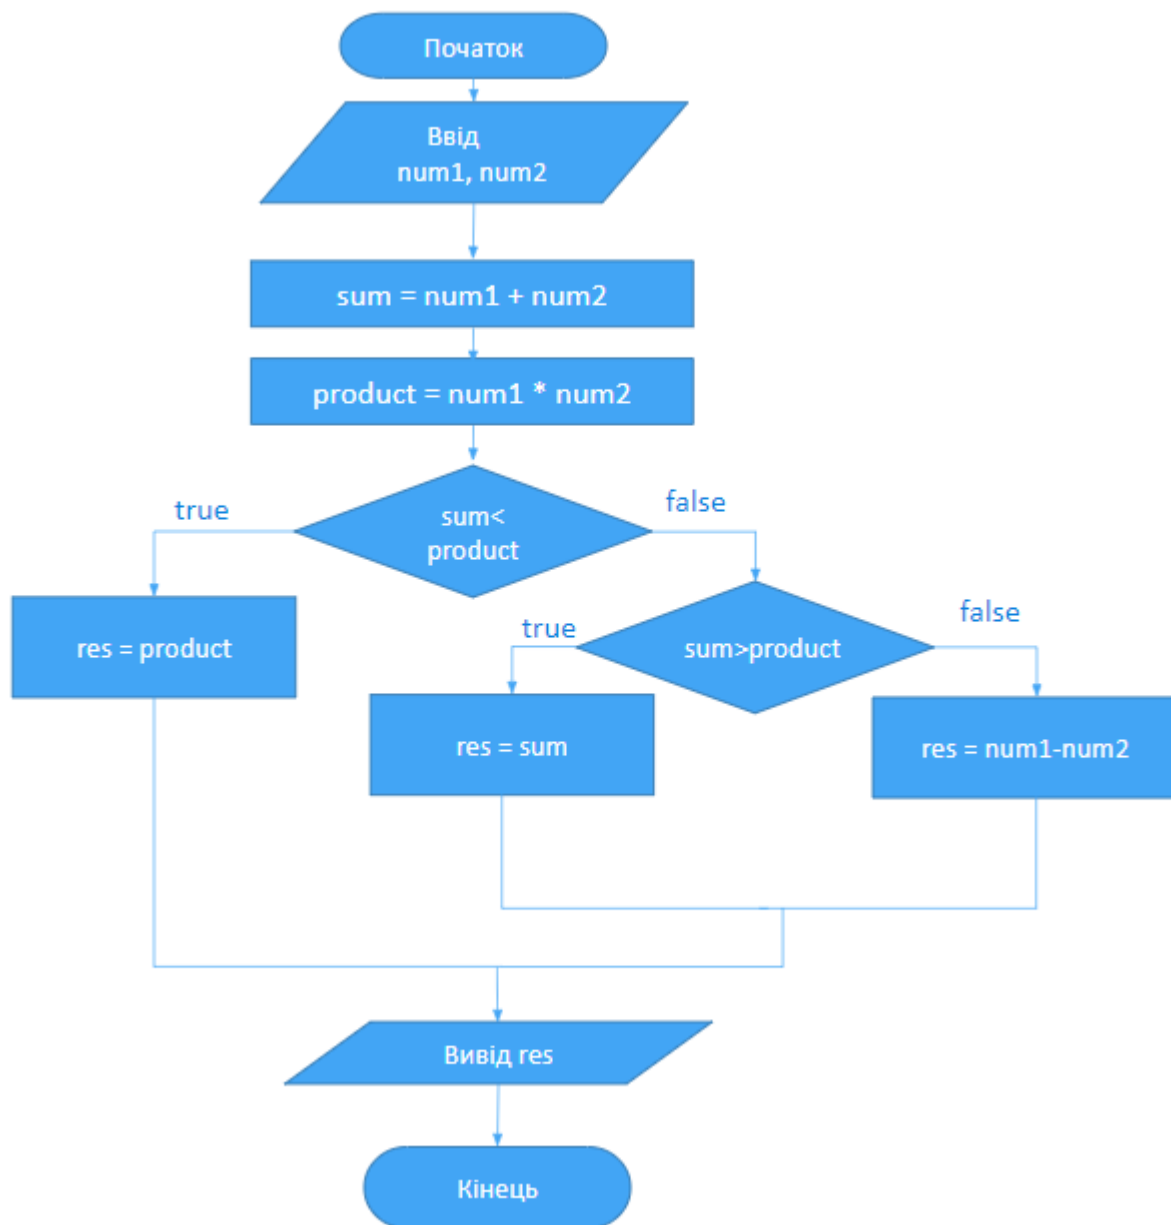 Початок
Ввід
num1, num2
sum = num1 + num2
product = num1 * num2
true
sum<
product
false
res = product
true
sum>product
false
res = sum
res = num1-num2
Вивід res
Кінець